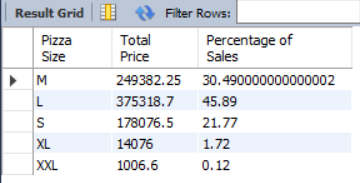 Result Grid Filter Rows:
Pizza Size Total Price Percentage of Sales
M 249382.25 30.490000000000002
L 375318.7 45.89
S 178076.5 21.77
XL 14076 1.72
XXL 1006.6 0.12